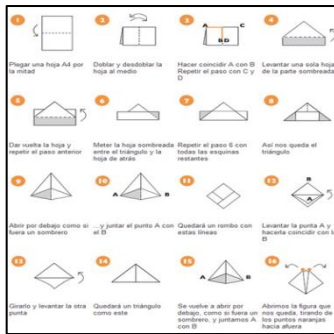 1
2
3
4
A
C
B
D
Plegar una hoja A4 por
la mitad
Doblar y desdoblar la
hoja al medio
Hacer coincidir A con B
Repetir el paso con C y
D
Levantar una sola hoja
de la parte sombreada
5
6
7
8
Dar vuelta la hoja y
repetir el paso anterior
Meter la hoja sombreada
entre el triángulo y la
hoja de atrás
Repetir el paso 6 con
todas las esquinas
restantes
Así nos queda el
triángulo
9
10
11
12
A
B
B
A
Abrir por debajo como si
fuera un sombrero
...y juntar el punto A con
el B
Quedará un rombo con
estas líneas
Levantar la punta A y
hacerla coincidir con la
B
13
14
15
16
A
B
Girarlo y levantar la otra
punta
Quedará un triángulo
como este
Se vuelve a abrir por
debajo, como si fuera un
sombrero, y juntamos A
con B
Abrimos la figura que
nos queda, tirando de
los puntos naranjas
hacia afuera